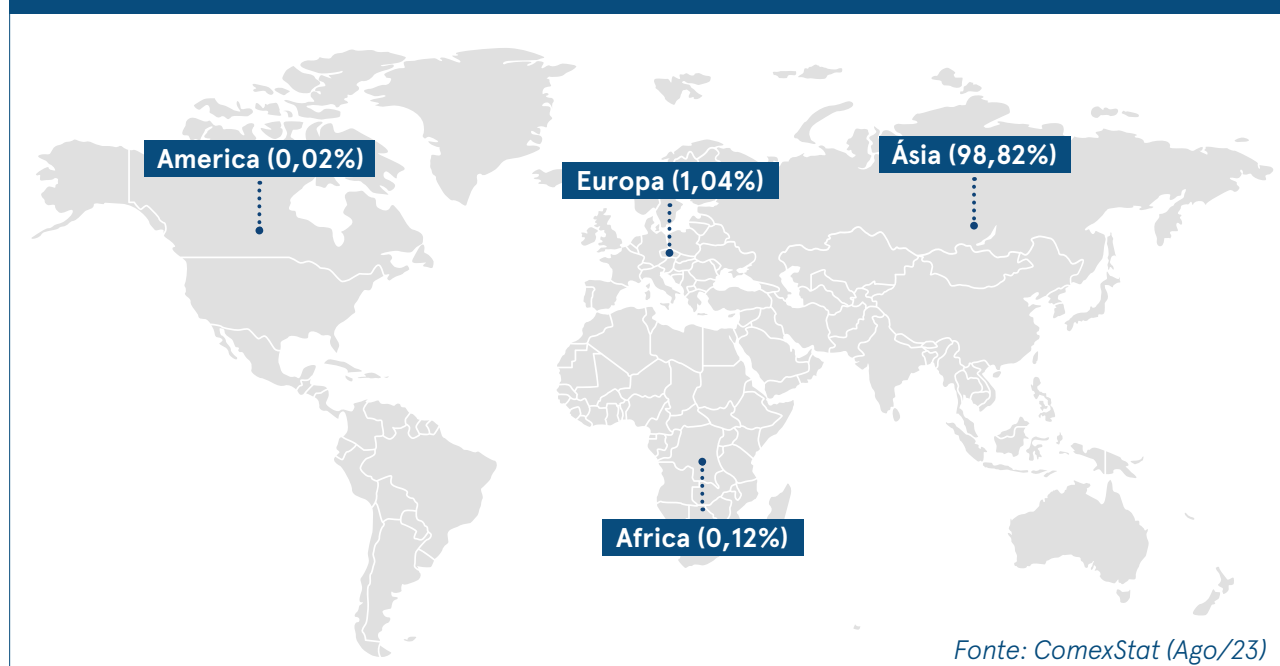 America (0,02%)
Europa (1,04%)
Ásia (98,82%)
Africa (0,12%)
Fonte: ComexStat (Ago/23)